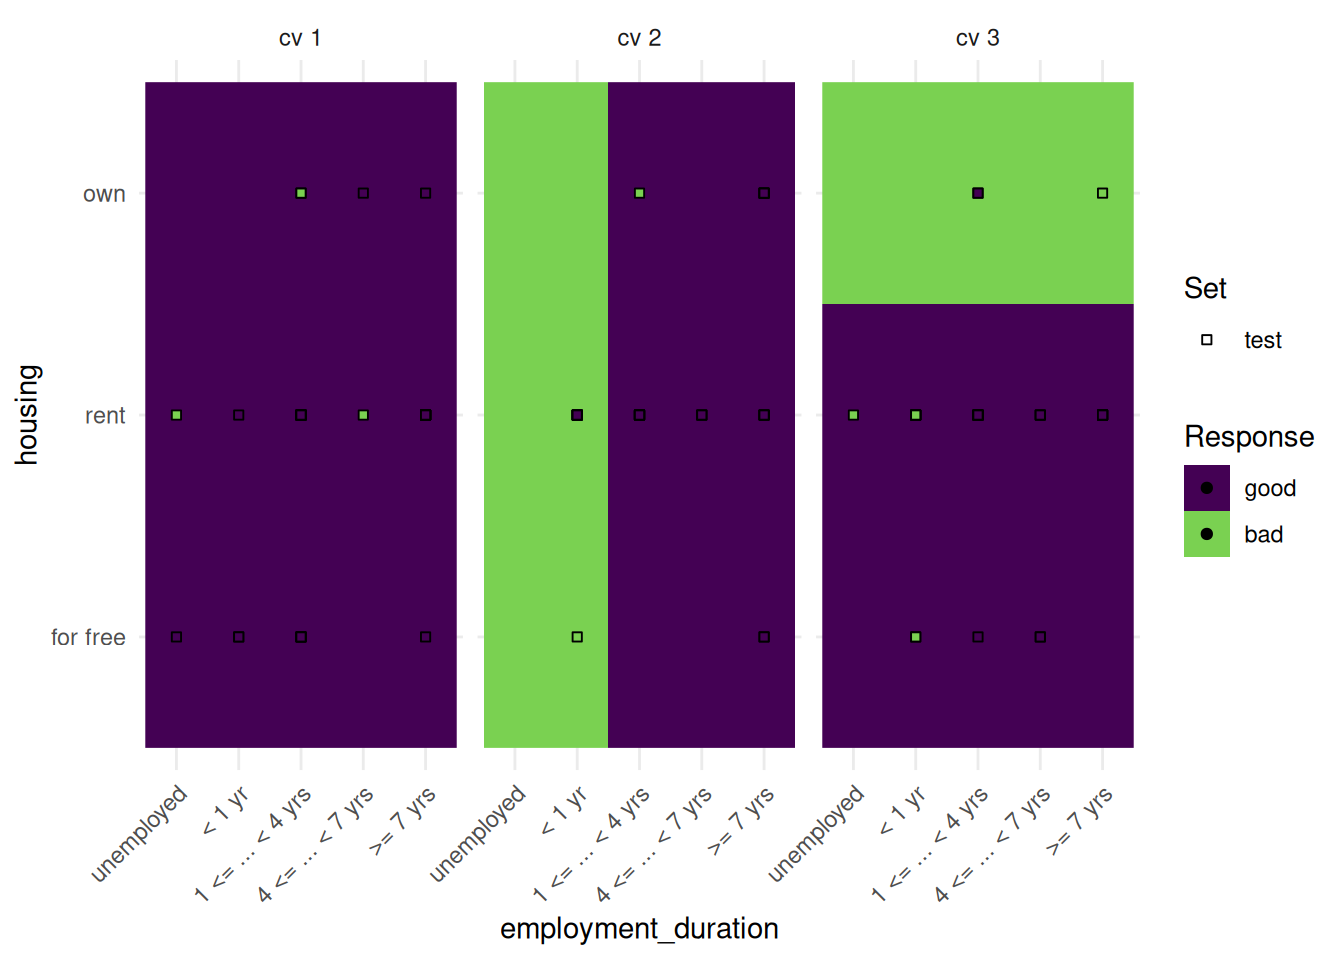 cv 1
cv 2
cv 3
own
rent
for free
housing
unemployed
< 1 yr
1 <= ... < 4 yrs
4 <= ... < 7 yrs
>= 7 yrs
unemployed
< 1 yr
1 <= ... < 4 yrs
4 <= ... < 7 yrs
>= 7 yrs
unemployed
< 1 yr
1 <= ... < 4 yrs
4 <= ... < 7 yrs
>= 7 yrs
employment_duration
Set
test
Response
good
bad